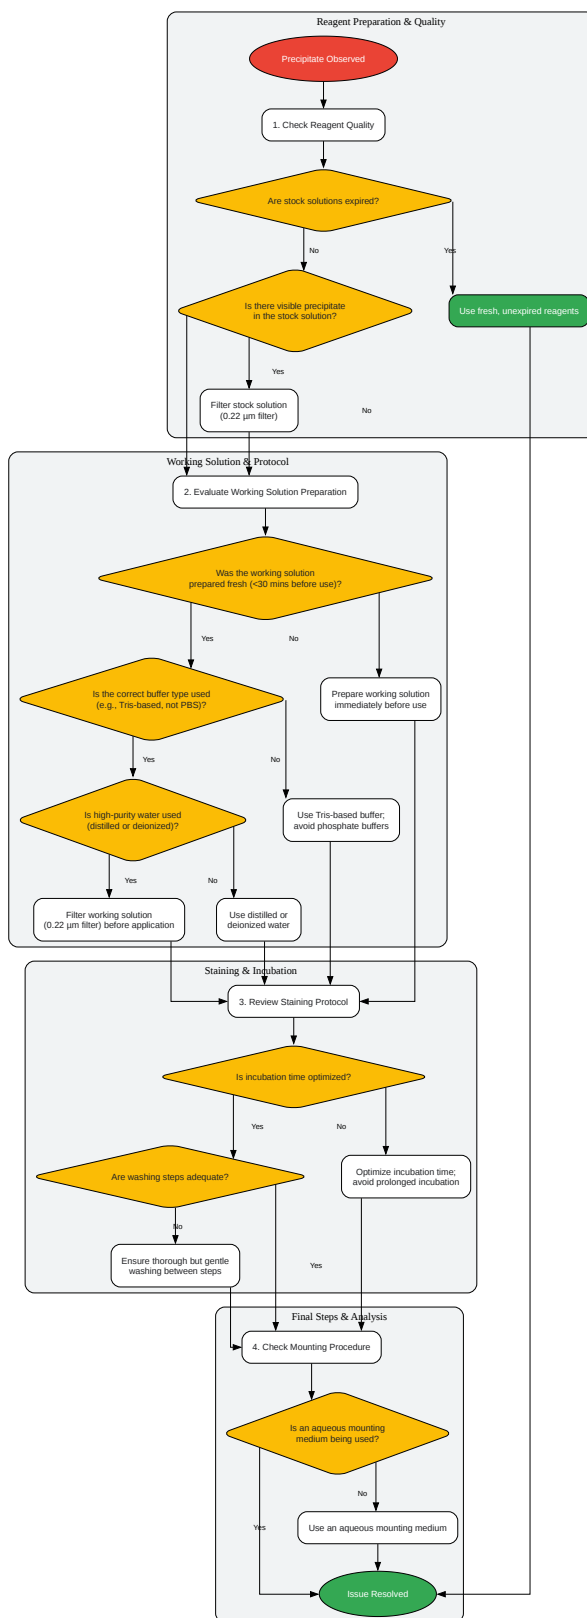 Reagent Preparation & Quality
Precipitate Observed
1. Check Reagent Quality
Are stock solutions expired?
No
Yes
Is there visible precipitate
in the stock solution?
Use fresh, unexpired reagents
Yes
Filter stock solution
(0.22 µm filter)
No
Working Solution & Protocol
2. Evaluate Working Solution Preparation
Was the working solution
prepared fresh (<30 mins before use)?
Yes
No
Is the correct buffer type used
(e.g., Tris-based, not PBS)?
Prepare working solution
immediately before use
Yes
No
Is high-purity water used
(distilled or deionized)?
Use Tris-based buffer;
avoid phosphate buffers
Yes
No
Filter working solution
(0.22 µm filter) before application
Use distilled or
deionized water
Staining & Incubation
3. Review Staining Protocol
Is incubation time optimized?
Yes
No
Are washing steps adequate?
Optimize incubation time;
avoid prolonged incubation
No
Ensure thorough but gentle
washing between steps
Yes
Final Steps & Analysis
4. Check Mounting Procedure
Is an aqueous mounting
medium being used?
No
Yes
Use an aqueous mounting medium
Issue Resolved